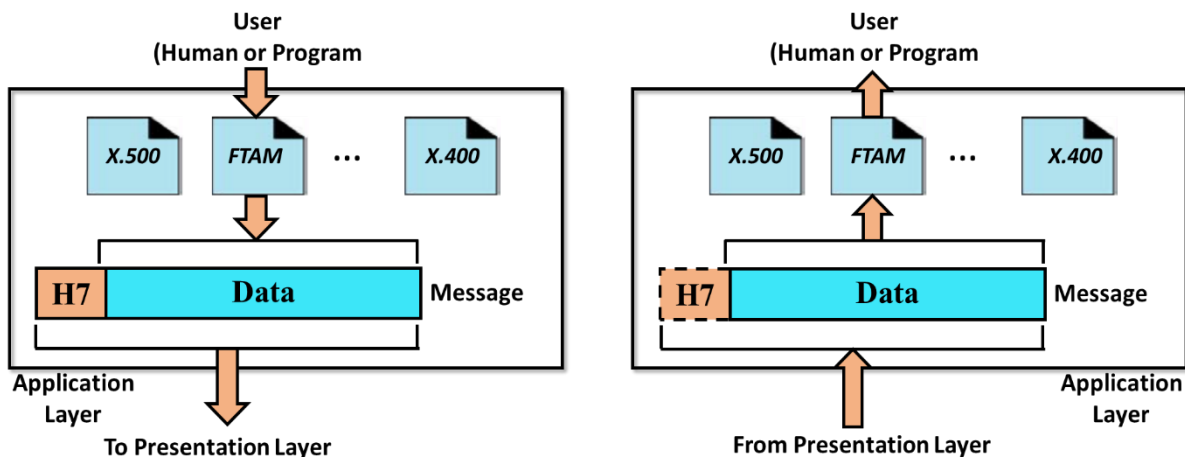 User
(Human or Program
X.500
FTAM
...
X.400
H7
Data
Message
Application
Layer
To Presentation Layer
User
(Human or Program
X.500
FTAM
...
X.400
H7
Data
Message
Application
Layer
From Presentation Layer